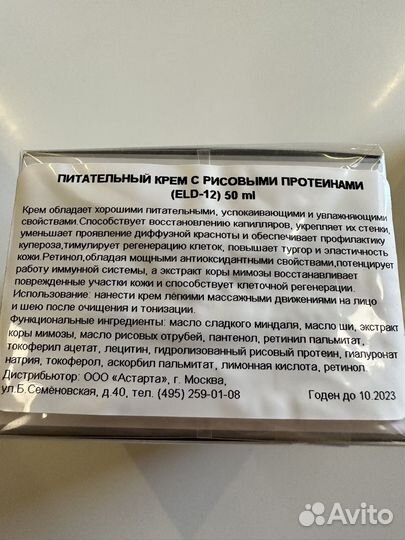 ПИТАТЕЛЬНЫЙ КРЕМ С РИСОВЫМИ ПРОТЕИНАМИ
(ELD-12) 50 ml
Крем обладает хорошими питательными, успокаивающими и увлажняющими
свойствами.Способствует восстановлению капилляров, укрепляет их стенки,
уменьшает проявление диффузной красноты и обеспечивает профилактику
купероза,тимулирует регенерацию клеток, повышает тургор и эластичность
кожи.Ретинол,обладая мощными антиоксидантными свойствами,потенцирует
работу иммунной системы, а экстракт коры мимозы восстанавливает
поврежденные участки кожи и способствует клеточной регенерации.
Использование: нанести крем лёгкими массажными движениями на лицо
и шею после очищения и тонизации.
Функциональные ингредиенты: масло сладкого миндаля, масло ши, экстракт
коры мимозы, масло рисовых отрубей, пантенол, ретинил пальмитат,
токоферил ацетат, лецитин, гидролизованный рисовый протеин, гиалуронат
натрия, токоферол, аскорбил пальмитат, лимонная кислота, ретинол.
Дистрибьютор: ООО «Астарта», г. Москва,
ул.Б.Семёновская, д.40, тел. (495) 259-01-08 Годен до 10.2023
Avito